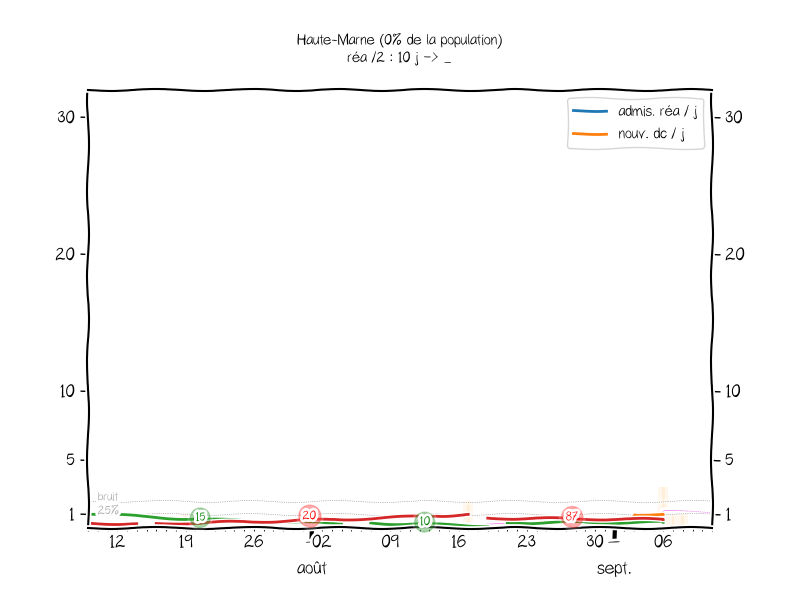 Haute-Marne (0% de la population)
réa /2 : 10 j -> _
admis. réa / j
nouv. dc / j
30 30
20 20
10 10
5 5
bruit
25%
1 15 20 10 87 1
12 19 26 02 09 16 23 30 06
août sept.